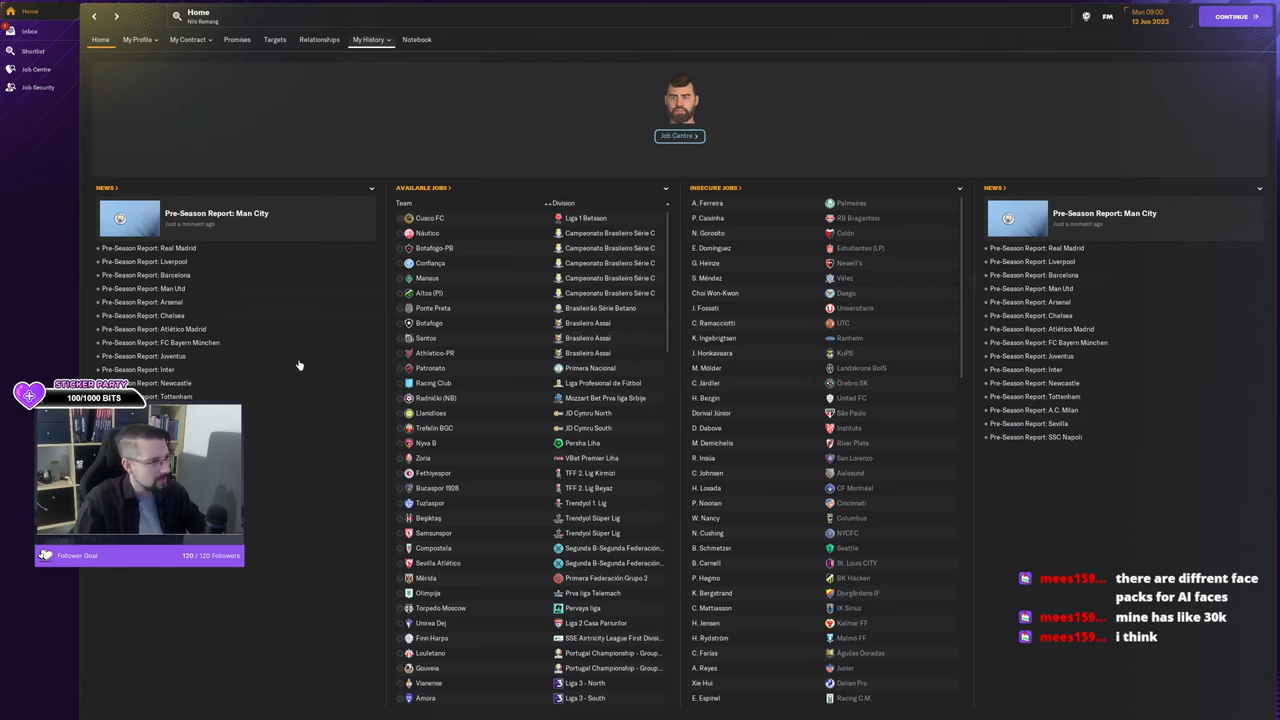 Home
Home
Nils Ramang
FM
Mon 09:00
12 Jun 2023
CONTINUE
Inbox
Shortlist
Job Centre
Job Security
Home
My Profile
My Contract
Promises
Targets
Relationships
My History
Notebook
Job Centre
NEWS
Pre-Season Report: Man City
Just a moment ago
Pre-Season Report: Real Madrid
Pre-Season Report: Liverpool
Pre-Season Report: Barcelona
Pre-Season Report: Man Utd
Pre-Season Report: Arsenal
Pre-Season Report: Chelsea
Pre-Season Report: Atlético Madrid
Pre-Season Report: FC Bayern München
Pre-Season Report: Juventus
Pre-Season Report: Inter
Report: Newcastle
port: Tottenham
STICKER PARTY
100/1000 BITS
Follower Goal
120 / 120 Followers
AVAILABLE JOBS
Team Division
Cusco FC Liga 1 Betsson
Náutico Campeonato Brasileiro Série C
Botafogo-PB Campeonato Brasileiro Série C
Confiança Campeonato Brasileiro Série C
Manaus Campeonato Brasileiro Série C
Altos (PI) Campeonato Brasileiro Série C
Ponte Preta Brasileirão Série Betano
Botafogo Brasileiro Assaí
Santos Brasileiro Assaí
Athletico-PR Brasileiro Assaí
Patronato Primera Nacional
Racing Club Liga Profesional de Fútbol
Radnički (NB) Mozzart Bet Prva liga Srbije
Llanidloes JD Cymru North
Trefelin BGC JD Cymru South
Nyva B Persha Liha
Zoria VBet Premier Liha
Fethiyespor TFF 2. Lig Kirmizi
Bucaspor 1928 TFF 2. Lig Beyaz
Tuzlaspor Trendyol 1. Lig
Beşiktaş Trendyol Süper Lig
Samsunspor Trendyol Süper Lig
Compostela Segunda B-Segunda Federación...
Sevilla Atlético Segunda B-Segunda Federación...
Mérida Primera Federación Grupo 2
Olimpija Prva liga Telemach
Torpedo Moscow Pervaya liga
Unirea Dej Liga 2 Casa Pariurilor
Finn Harps SSE Airtricity League First Divisi...
Louletano Portugal Championship - Group...
Gouveia Portugal Championship - Group...
Vianense Liga 3 - North
Amora Liga 3 - South
INSECURE JOBS
A. Ferreira Palmeiras
P. Caixinha RB Bragantino
N. Gorosito Colón
E. Domínguez Estudiantes (LP)
G. Heinze Newell's
S. Méndez Vélez
Choi Won-Kwon Daegu
J. Fossati Universitario
C. Ramacciotti UTC
K. Ingebrigtsen Ranheim
J. Honkavaara KuPS
M. Mölder Landskrona BoIS
C. Järdler Örebro SK
H. Bezgin United FC
Dorival Júnior São Paulo
D. Dabove Instituto
M. Demichelis River Plate
R. Insúa San Lorenzo
C. Johnsen Aalesund
H. Losada CF Montréal
P. Noonan Cincinnati
W. Nancy Columbus
N. Cushing NYCFC
B. Schmetzer Seattle
B. Carnell St. Louis CITY
P. Høgmo BK Häcken
K. Bergstrand Djurgårdens IF
C. Mattiasson IK Sirius
H. Jensen Kalmar FF
H. Rydström Malmö FF
C. Farías Águilas Doradas
A. Reyes Junior
Xie Hui Dalian Pro
E. Espinel Racing C.M.
NEWS
Pre-Season Report: Man City
Just a moment ago
Pre-Season Report: Real Madrid
Pre-Season Report: Liverpool
Pre-Season Report: Barcelona
Pre-Season Report: Man Utd
Pre-Season Report: Arsenal
Pre-Season Report: Chelsea
Pre-Season Report: Atlético Madrid
Pre-Season Report: FC Bayern München
Pre-Season Report: Juventus
Pre-Season Report: Inter
Pre-Season Report: Newcastle
Pre-Season Report: Tottenham
Pre-Season Report: A.C. Milan
Pre-Season Report: Sevilla
Pre-Season Report: SSC Napoli
mees159... there are diffrent face
packs for AI faces
mees159... mine has like 30k
mees159... i think